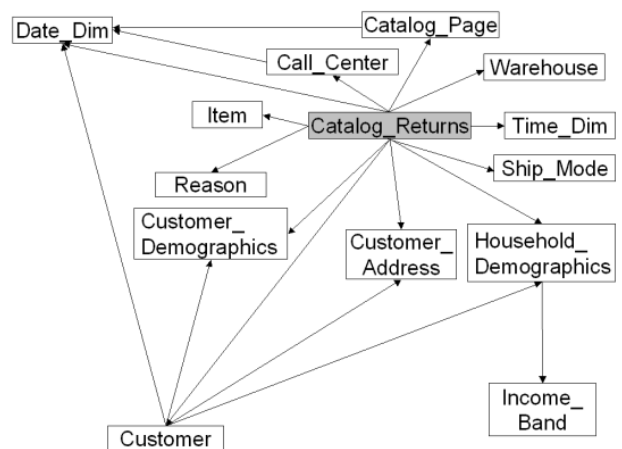 Date_Dim
Catalog_Page
Call_Center
Warehouse
Item
Catalog_Returns
Time_Dim
Ship_Mode
Reason
Customer_
Demographics
Customer_
Address
Household_
Demographics
Income_
Band
Customer